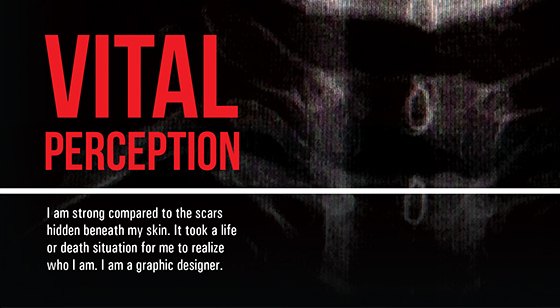 VITAL
PERCEPTION
I am strong compared to the scars
hidden beneath my skin. It took a life
or death situation for me to realize
who I am. I am a graphic designer.